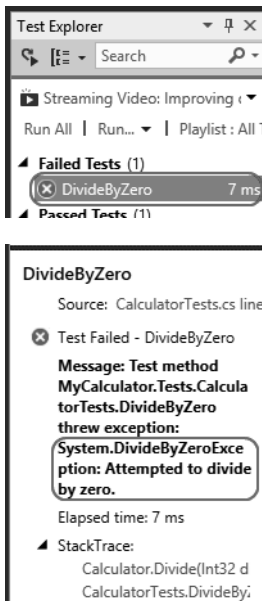 Test Explorer
Search
Streaming Video: Improving
Run All | Run... | Playlist : All
Failed Tests (1)
DivideByZero 7 ms
Passed Tests (1)
DivideByZero
Source: CalculatorTests.cs line
Test Failed - DivideByZero
Message: Test method
MyCalculator.Tests.Calcula
torTests.DivideByZero
threw exception:
System.DivideByZeroExce
ption: Attempted to divide
by zero.
Elapsed time: 7 ms
StackTrace:
Calculator.Divide(Int32 d
CalculatorTests.DivideBy